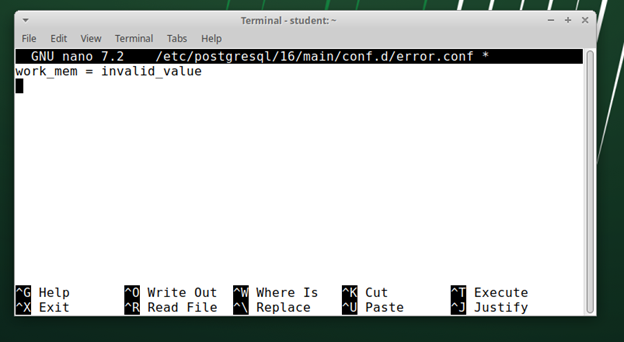 Terminal - student: ~
File Edit View Terminal Tabs Help
GNU nano 7.2 /etc/postgresql/16/main/conf.d/error.conf *
work_mem = invalid_value
^G Help ^O Write Out ^W Where Is ^K Cut ^T Execute
^X Exit ^R Read File ^\ Replace ^U Paste ^J Justify